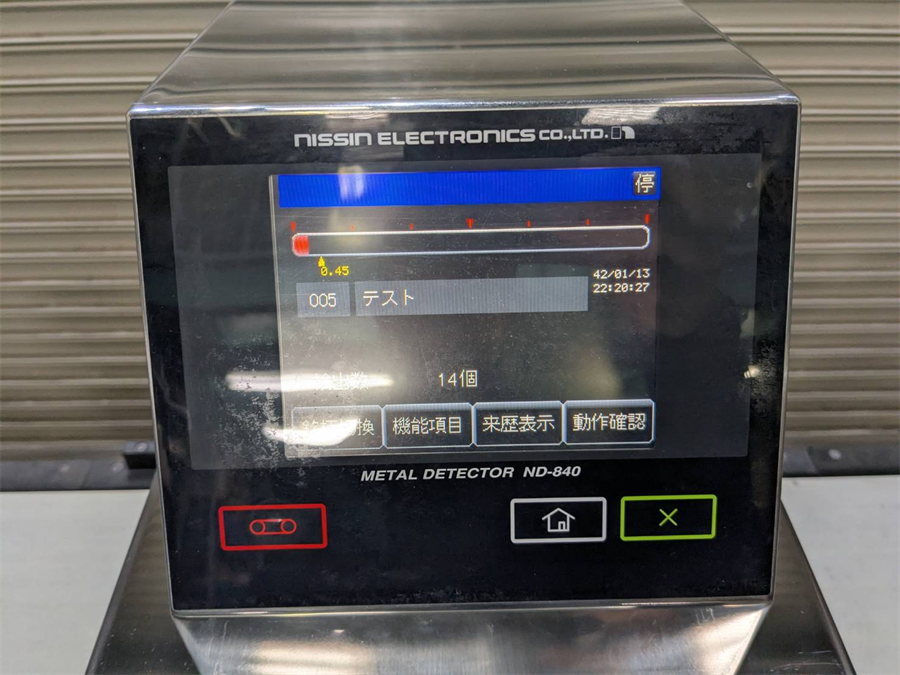 NISSIN ELECTRONICS CO.,LTD.
停
0.45
42/01/13
22:20:27
005 テスト
14個
機能項目 来歴表示 動作確認
METAL DETECTOR ND-840